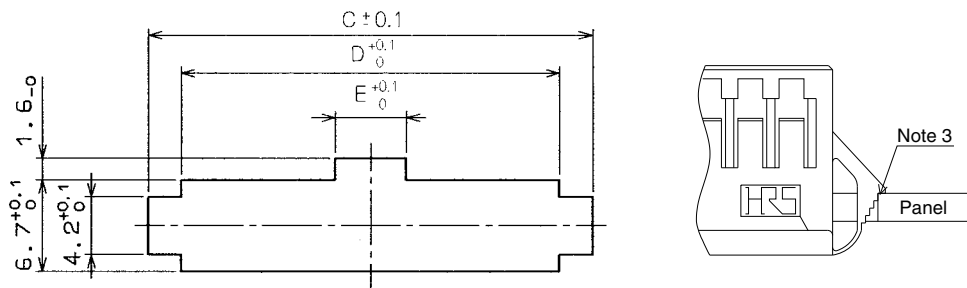 C±0.1
D +0.1 0
E +0.1 0
1.6 -0
6.7 +0.1 0
4.2 +0.1 0
HRS
Note 3
Panel